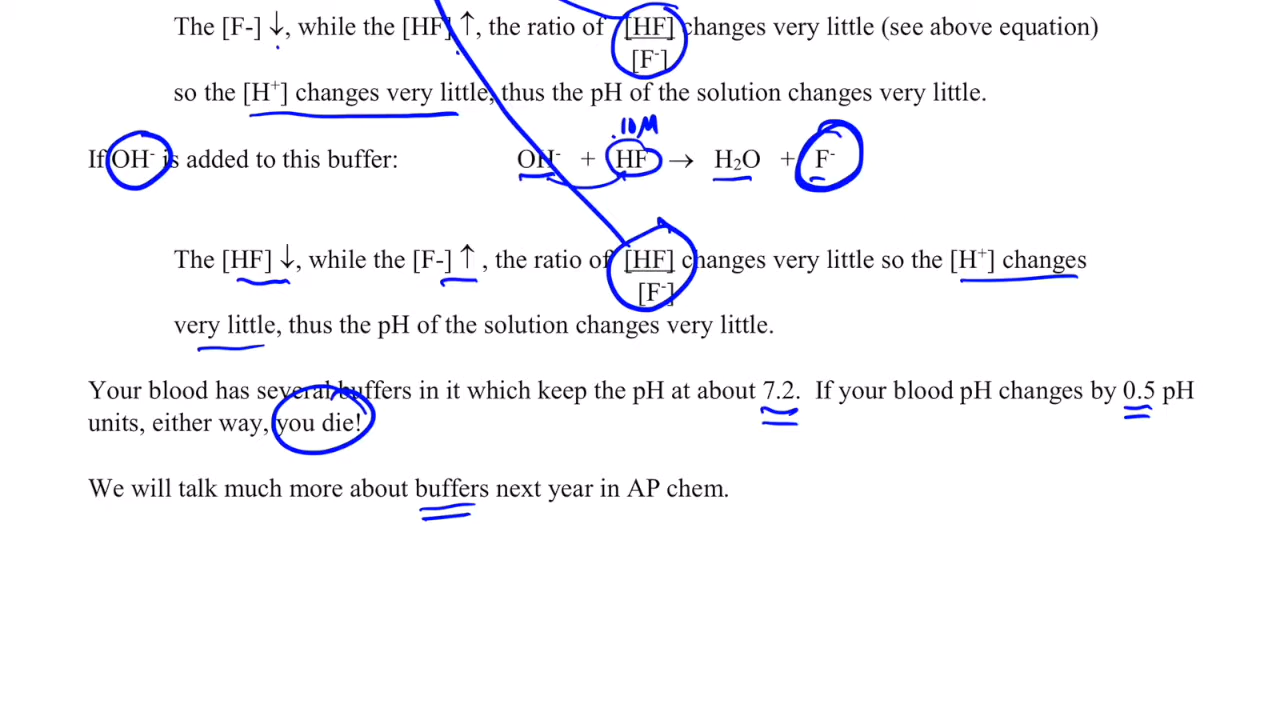 The [F-] ↓, while the [HF] ↑, the ratio of [HF] changes very little (see above equation)
[F-]
so the [H+] changes very little, thus the pH of the solution changes very little.
.10M
If OH- is added to this buffer: OH- + HF → H2O + F-
The [HF] ↓, while the [F-] ↑ , the ratio of [HF] changes very little so the [H+] changes
[F-]
very little, thus the pH of the solution changes very little.
Your blood has several buffers in it which keep the pH at about 7.2. If your blood pH changes by 0.5 pH
units, either way, you die!
We will talk much more about buffers next year in AP chem.